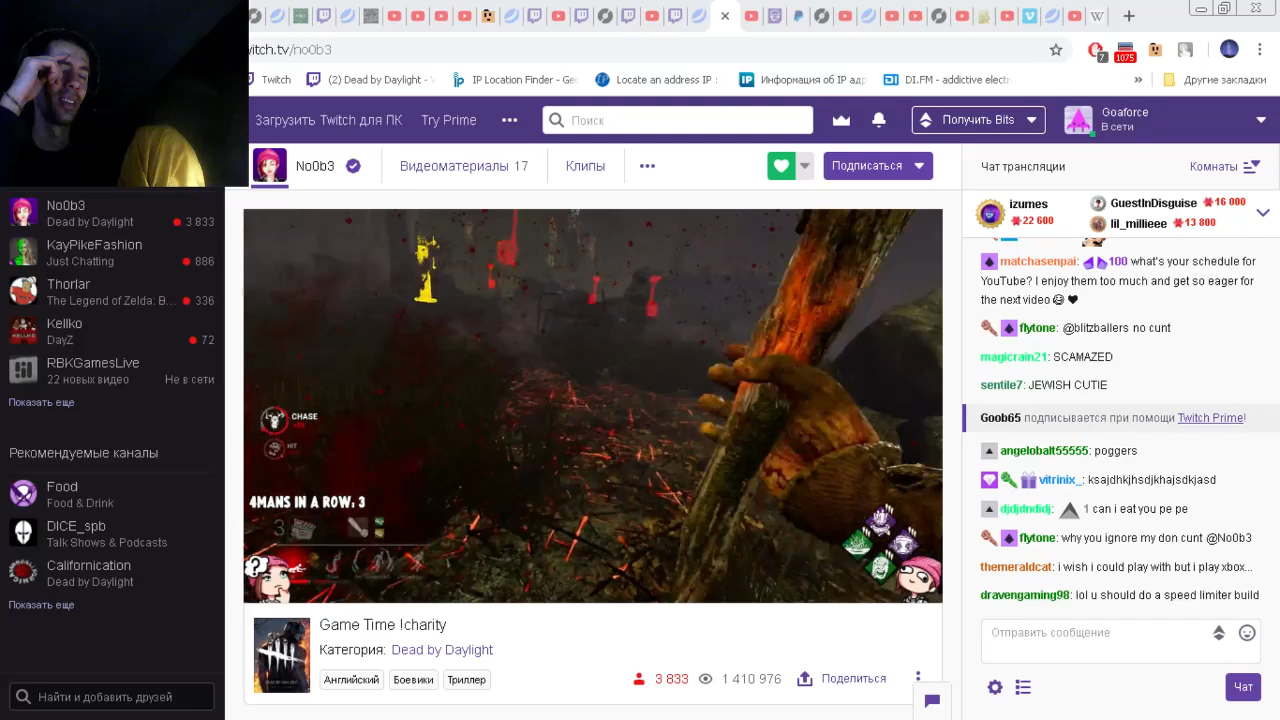 witch.tv/no0b3
7
1075
Twitch
(2) Dead by Daylight -
IP Location Finder - Ge
Locate an address IP :
Информация об IP адр
DI.FM - addictive elect
Другие закладки
Загрузить Twitch для ПК
Try Prime
Поиск
Получить Bits
Goaforce
В сети
No0b3
Видеоматериалы 17
Клипы
Подписаться
Чат трансляции
Комнаты
No0b3
Dead by Daylight
3 833
KayPikeFashion
Just Chatting
886
Thorlar
The Legend of Zelda: B...
336
Kellko
DayZ
72
RBKGamesLive
22 новых видео
Не в сети
Показать еще
Рекомендуемые каналы
Food
Food & Drink
DICE_spb
Talk Shows & Podcasts
Californication
Dead by Daylight
Показать еще
Найти и добавить друзей
CHASE
HIT
4MANS IN A ROW: 3
3
Game Time !charity
Категория: Dead by Daylight
Английский
Боевики
Триллер
3 833
1 410 976
Поделиться
izumes
22 600
GuestInDisguise 16 000
lil_millieee 13 800
matchasenpai: 100 what's your schedule for
YouTube? I enjoy them too much and get so eager for
the next video
flytone: @blitzballers no cunt
magicrain21: SCAMAZED
sentile7: JEWISH CUTIE
Goob65 подписывается при помощи Twitch Prime!
angelobalt55555: poggers
vitrinix_: ksajdhkjhsdjkhajsdkjasd
djdjdndidj: 1 can i eat you pe pe
flytone: why you ignore my don cunt @No0b3
themeraldcat: i wish i could play with but i play xbox...
dravengaming98: lol u should do a speed limiter build
Отправить сообщение
Чат